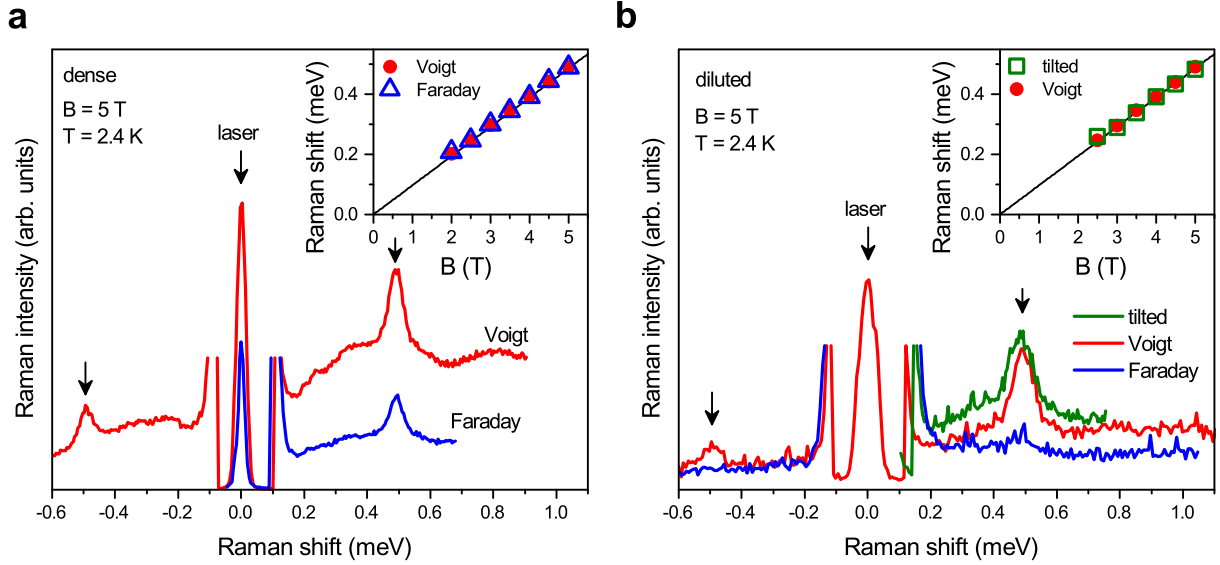 a
dense
B = 5 T
T = 2.4 K
laser
Voigt
Faraday
Raman shift (meV)
0.4
0.2
0.0
0 1 2 3 4 5
B (T)
Voigt
Faraday
Raman intensity (arb. units)
-0.6 -0.4 -0.2 0.0 0.2 0.4 0.6 0.8 1.0
Raman shift (meV)
b
diluted
B = 5 T
T = 2.4 K
laser
tilted
Voigt
Raman shift (meV)
0.4
0.2
0.0
0 1 2 3 4 5
B (T)
tilted
Voigt
Faraday
Raman intensity (arb. units)
-0.6 -0.4 -0.2 0.0 0.2 0.4 0.6 0.8 1.0
Raman shift (meV)